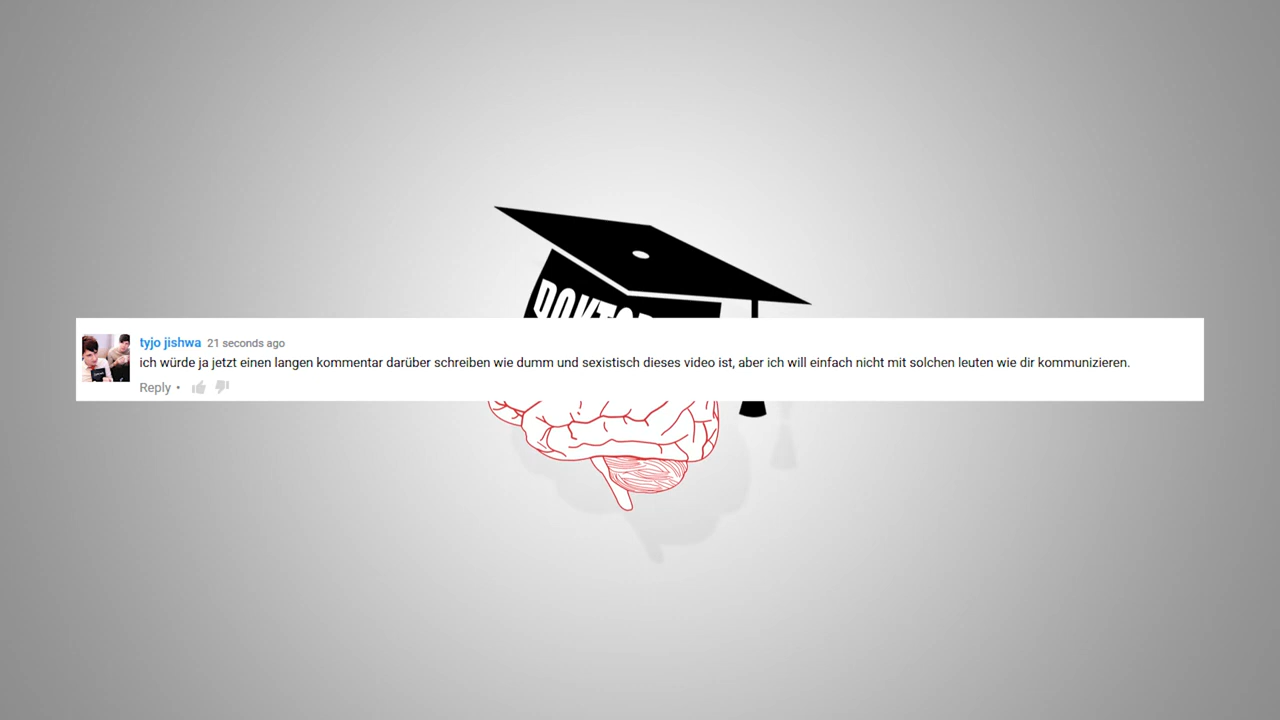 tyjo jishwa 21 seconds ago
ich würde ja jetzt einen langen kommentar darüber schreiben wie dumm und sexistisch dieses video ist, aber ich will einfach nicht mit solchen leuten wie dir kommunizieren.
Reply •